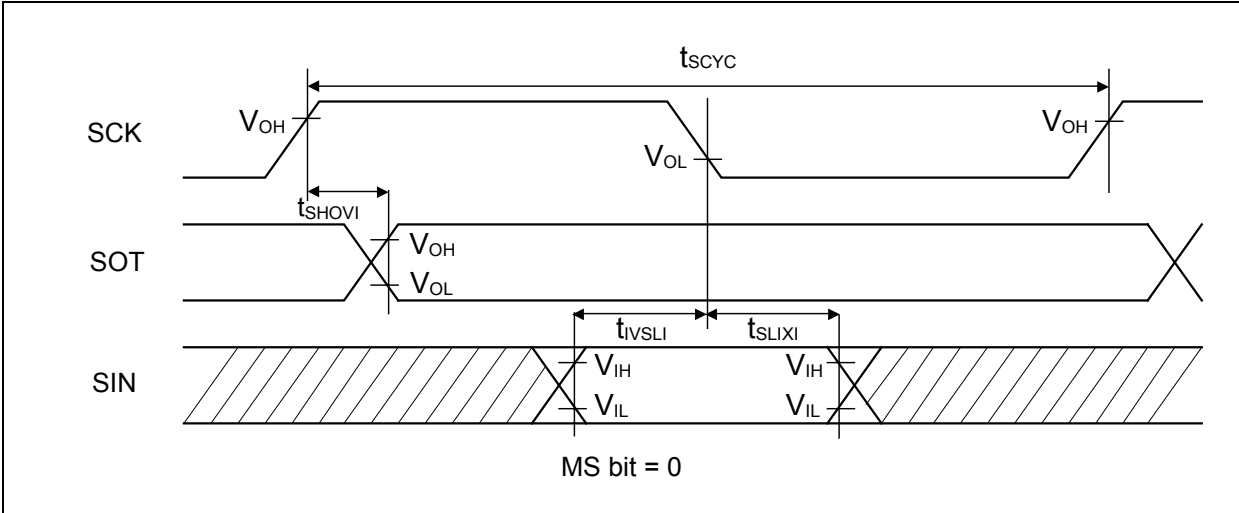 tSCYC
SCK
VOH
VOL
VOH
tSHOVI
SOT
VOH
VOL
tIVSLI
tSLIXI
SIN
VIH
VIH
VIL
VIL
MS bit = 0